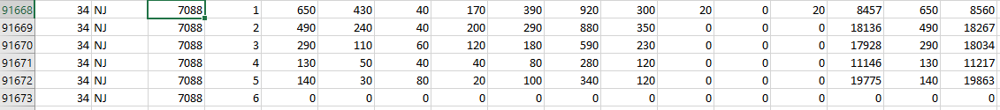 91668 34 NJ 7088 1 650 430 40 170 390 920 300 20 0 20 8457 650 8560
91669 34 NJ 7088 2 490 240 40 200 290 880 350 0 0 0 18136 490 18267
91670 34 NJ 7088 3 290 110 60 120 180 590 230 0 0 0 17928 290 18034
91671 34 NJ 7088 4 130 50 40 40 80 280 120 0 0 0 11146 130 11217
91672 34 NJ 7088 5 140 30 80 20 100 340 120 0 0 0 19775 140 19863
91673 34 NJ 7088 6 0 0 0 0 0 0 0 0 0 0 0 0 0